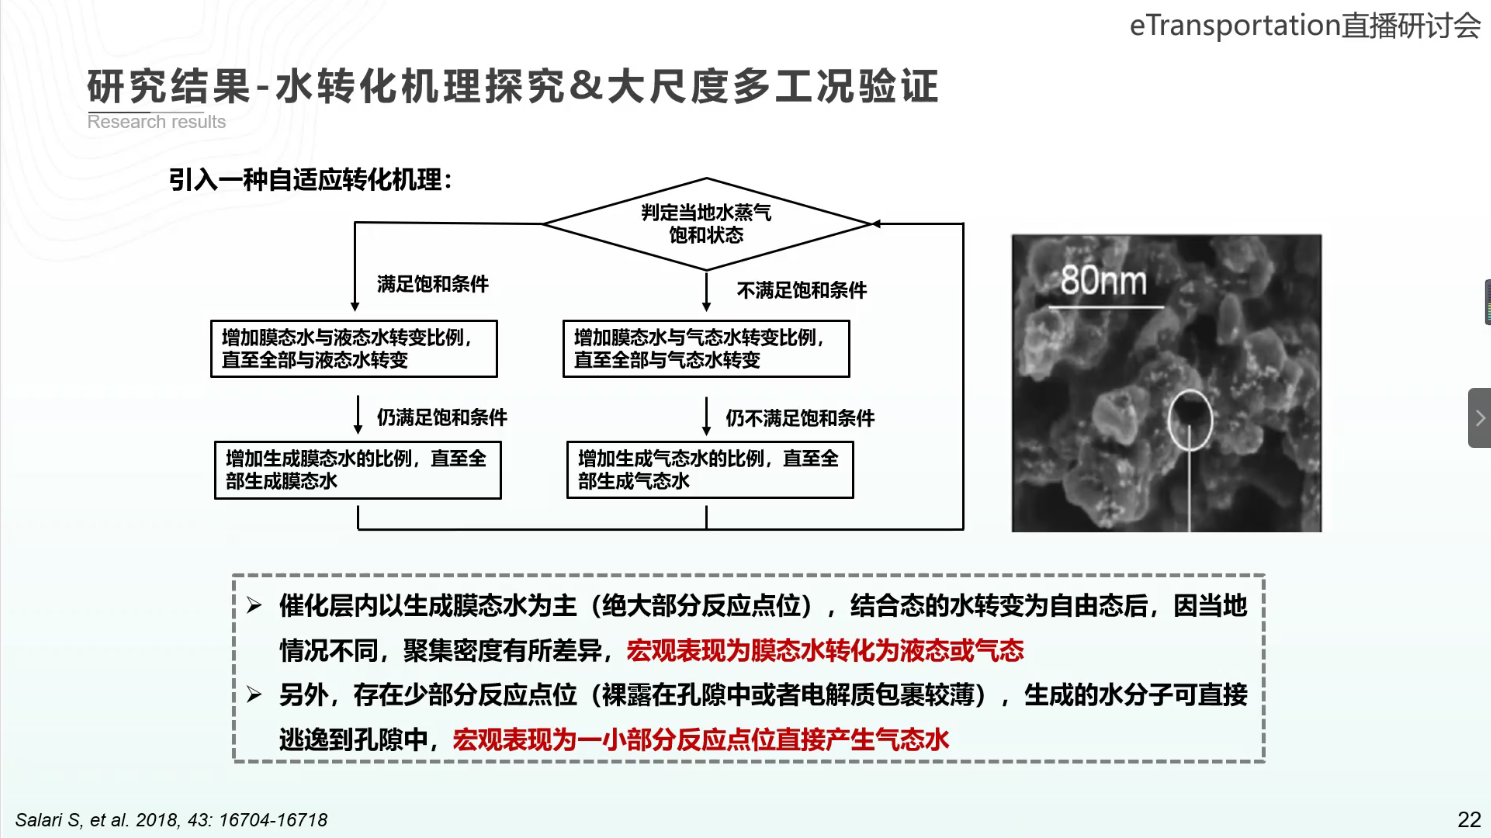 eTransportation直播研讨会
研究结果-水转化机理探究&大尺度多工况验证
Research results
引入一种自适应转化机理：
判定当地水蒸气
饱和状态
满足饱和条件
不满足饱和条件
增加膜态水与液态水转变比例，
直至全部与液态水转变
增加膜态水与气态水转变比例，
直至全部与气态水转变
仍满足饱和条件
仍不满足饱和条件
增加生成膜态水的比例，直至全
部生成膜态水
增加生成气态水的比例，直至全
部生成气态水
80nm
催化层内以生成膜态水为主（绝大部分反应点位），结合态的水转变为自由态后，因当地
情况不同，聚集密度有所差异，宏观表现为膜态水转化为液态或气态
另外，存在少部分反应点位（裸露在孔隙中或者电解质包裹较薄），生成的水分子可直接
逃逸到孔隙中，宏观表现为一小部分反应点位直接产生气态水
Salari S, et al. 2018, 43: 16704-16718
22